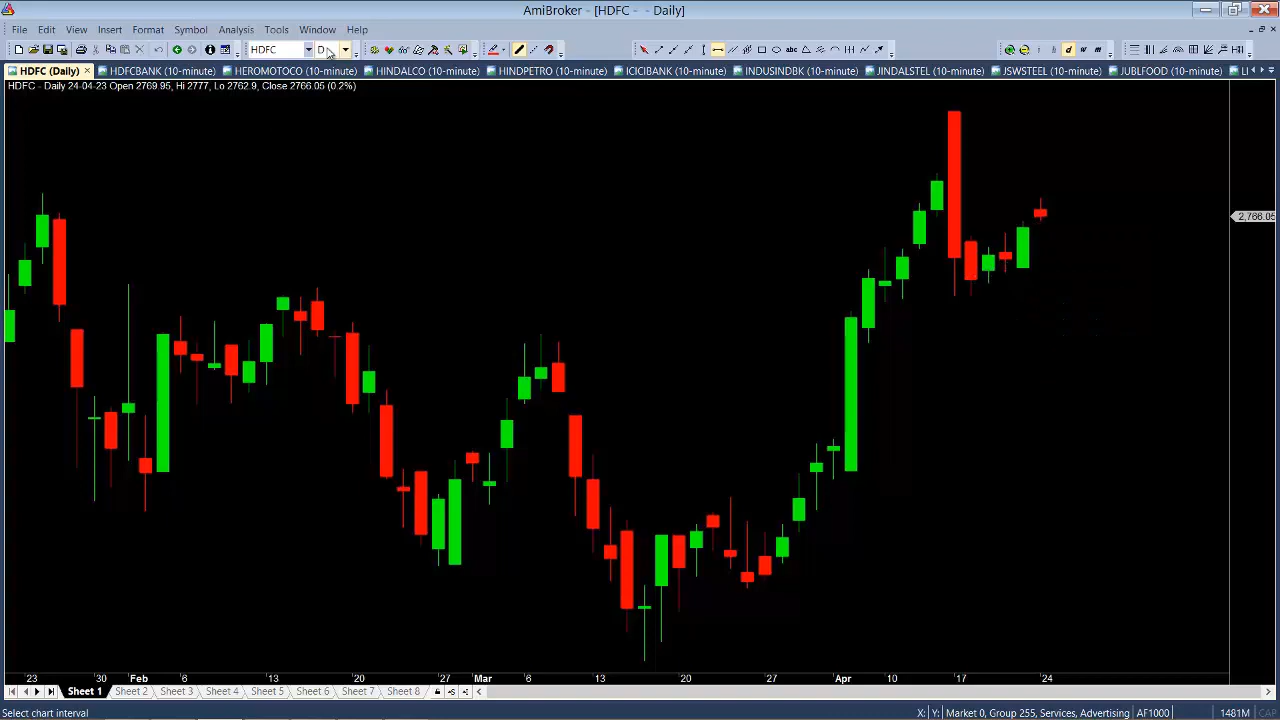 AmiBroker - [HDFC - - Daily]
File Edit View Insert Format Symbol Analysis Tools Window Help
HDFC D d w m
HDFC (Daily) HDFCBANK (10-minute) HEROMOTOCO (10-minute) HINDALCO (10-minute) HINDPETRO (10-minute) ICICIBANK (10-minute) INDUSINDBK (10-minute) JINDALSTEL (10-minute) JSWSTEEL (10-minute) JUBLFOOD (10-minute) LI
HDFC - Daily 24-04-23 Open 2769.95, Hi 2777, Lo 2762.9, Close 2766.05 (0.2%)
2,766.05
23 30 Feb 6 13 20 27 Mar 6 13 20 27 Apr 10 17 24
Sheet 1 Sheet 2 Sheet 3 Sheet 4 Sheet 5 Sheet 6 Sheet 7 Sheet 8
Select chart interval X: Y: Market 0, Group 255, Services, Advertising AF1000 1481M CAP